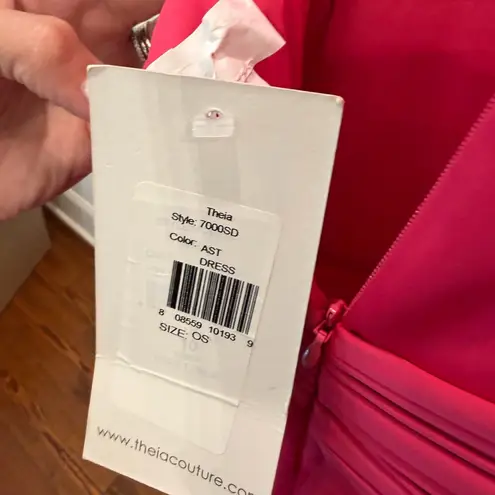 Theia
Style: 7000SD
Color: AST
DRESS
8 08559 10193 9
SIZE: OS
www.theiacouture.com